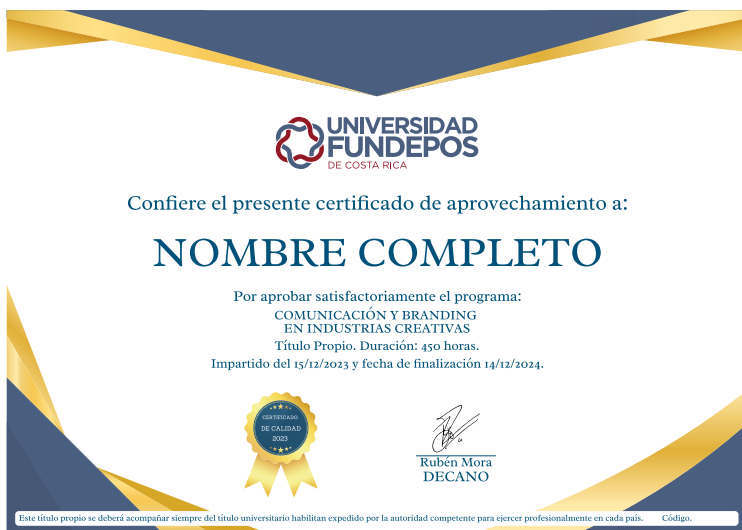 UNIVERSIDAD
FUNDEPOS
DE COSTA RICA
Confiere el presente certificado de aprovechamiento a:
NOMBRE COMPLETO
Por aprobar satisfactoriamente el programa:
COMUNICACIÓN Y BRANDING
EN INDUSTRIAS CREATIVAS
Título Propio. Duración: 450 horas.
Impartido del 15/12/2023 y fecha de finalización 14/12/2024.
CERTIFICADO
DE CALIDAD
2023
Rubén Mora
DECANO
Este título propio se deberá acompañar siempre del título universitario habilitan expedido por la autoridad competente para ejercer profesionalmente en cada país. Código.